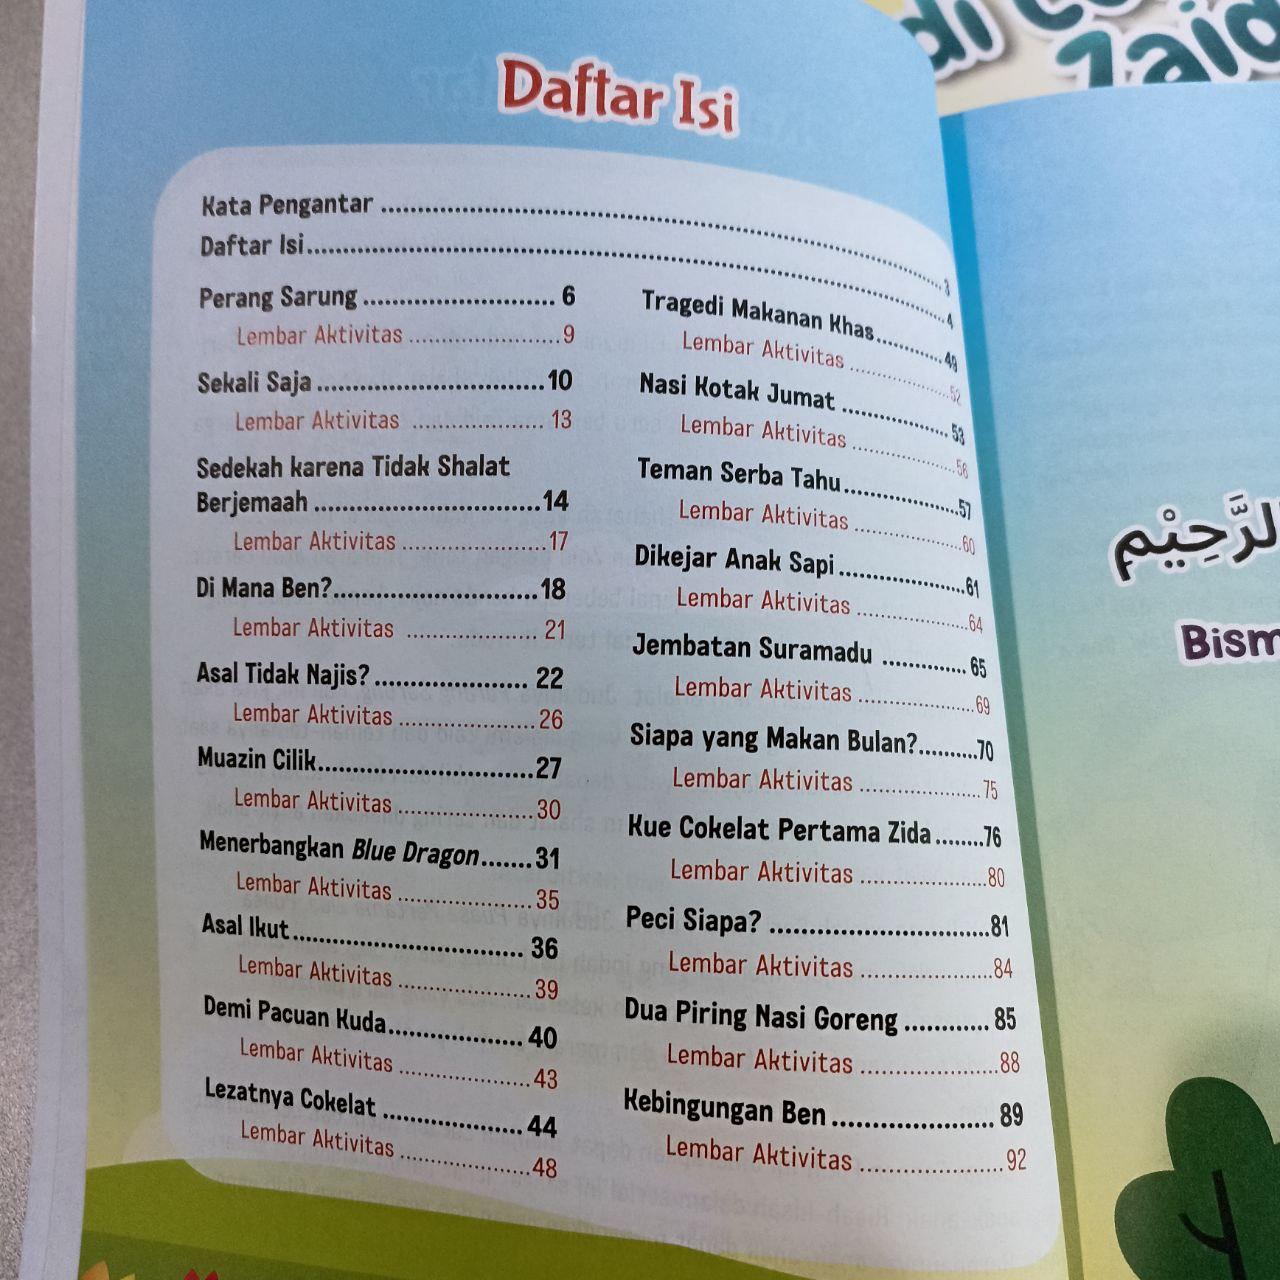 Daftar Isi
Kata Pengantar ........................ 3
Daftar Isi ........................ 4
Perang Sarung ........................ 6
Lembar Aktivitas ........................ 9
Sekali Saja ........................ 10
Lembar Aktivitas ........................ 13
Sedekah karena Tidak Shalat
Berjemaah ........................ 14
Lembar Aktivitas ........................ 17
Di Mana Ben? ........................ 18
Lembar Aktivitas ........................ 21
Asal Tidak Najis? ........................ 22
Lembar Aktivitas ........................ 26
Muazin Cilik ........................ 27
Lembar Aktivitas ........................ 30
Menerbangkan Blue Dragon ....... 31
Lembar Aktivitas ........................ 35
Asal Ikut ........................ 36
Lembar Aktivitas ........................ 39
Demi Pacuan Kuda ........................ 40
Lembar Aktivitas ........................ 43
Lezatnya Cokelat ........................ 44
Lembar Aktivitas ........................ 48
Tragedi Makanan Khas ............ 49
Lembar Aktivitas ........................ 52
Nasi Kotak Jumat ........................ 53
Lembar Aktivitas ........................ 56
Teman Serba Tahu ........................ 57
Lembar Aktivitas ........................ 60
Dikejar Anak Sapi ........................ 61
Lembar Aktivitas ........................ 64
Jembatan Suramadu ............. 65
Lembar Aktivitas ........................ 69
Siapa yang Makan Bulan? .......... 70
Lembar Aktivitas ........................ 75
Kue Cokelat Pertama Zida ........ 76
Lembar Aktivitas ........................ 80
Peci Siapa? ........................ 81
Lembar Aktivitas ........................ 84
Dua Piring Nasi Goreng ............ 85
Lembar Aktivitas ........................ 88
Kebingungan Ben ........................ 89
Lembar Aktivitas ........................ 92
di
Zaid
الرَّحِيْمِ
Bism